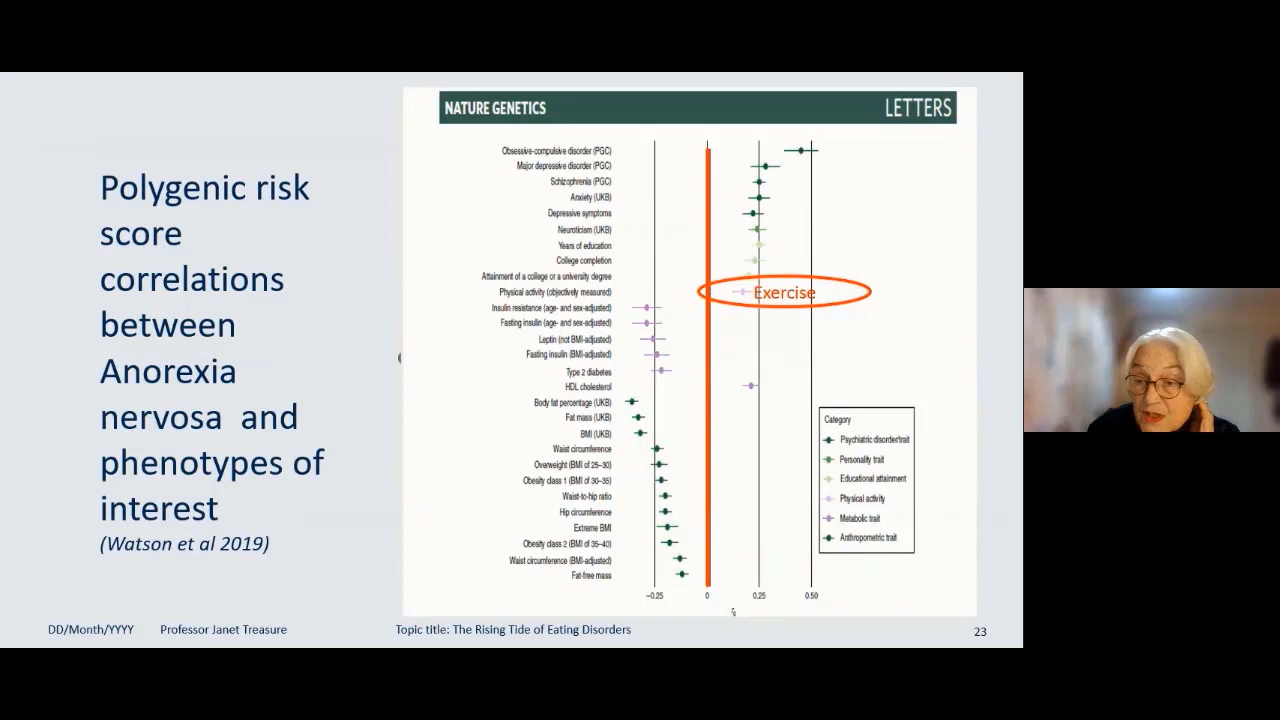 Polygenic risk
score
correlations
between
Anorexia
nervosa and
phenotypes of
interest
(Watson et al 2019)
NATURE GENETICS LETTERS
Obsessive-compulsive disorder (PGC)
Major depressive disorder (PGC)
Schizophrenia (PGC)
Anxiety (UKB)
Depressive symptoms
Neuroticism (UKB)
Years of education
College completion
Attainment of a college or a university degree
Physical activity (objectively measured)
Exercise
Insulin resistance (age- and sex-adjusted)
Fasting insulin (age- and sex-adjusted)
Leptin (not BMI-adjusted)
Fasting insulin (BMI-adjusted)
Type 2 diabetes
HDL cholesterol
Body fat percentage (UKB)
Fat mass (UKB)
BMI (UKB)
Waist circumference
Overweight (BMI of 25–30)
Obesity class 1 (BMI of 30–35)
Waist-to-hip ratio
Hip circumference
Extreme BMI
Obesity class 2 (BMI of 35–40)
Waist circumference (BMI-adjusted)
Fat-free mass
−0.25 0 0.25 0.50
rg
Category
Psychiatric disorder/trait
Personality trait
Educational attainment
Physical activity
Metabolic trait
Anthropometric trait
DD/Month/YYYY Professor Janet Treasure Topic title: The Rising Tide of Eating Disorders 23